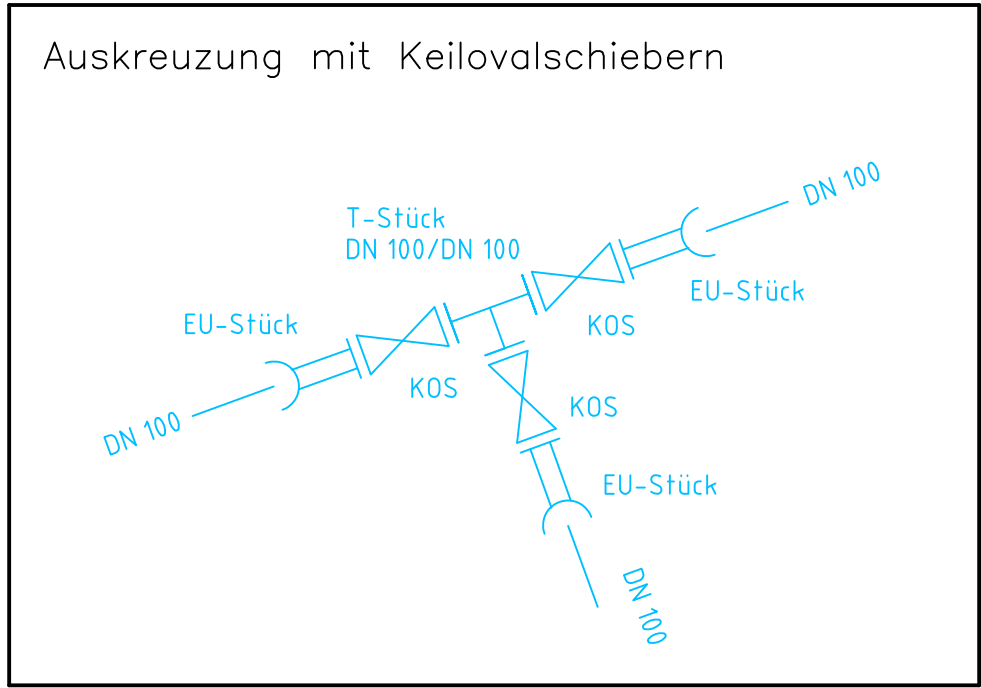 Auskreuzung mit Keilovalschiebern
DN 100
T-Stück
DN 100/DN 100
EU-Stück
EU-Stück
KOS
KOS
KOS
DN 100
EU-Stück
DN 100